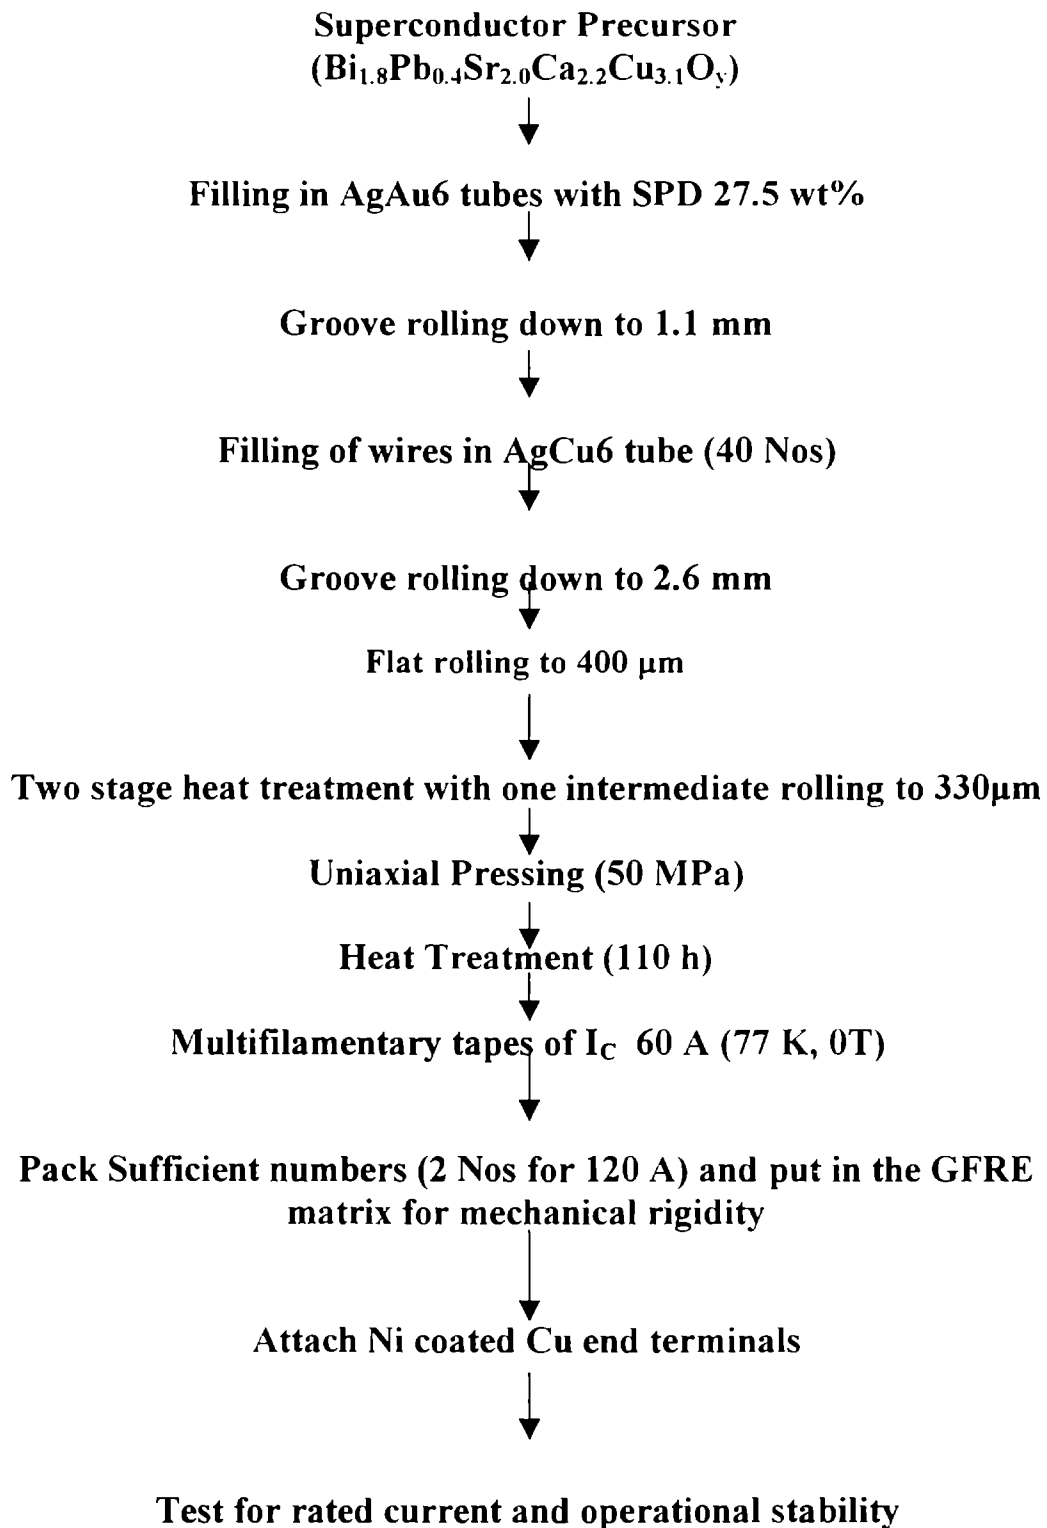 Superconductor Precursor
(Bi₁.₈Pb₀.₄Sr₂.₀Ca₂.₂Cu₃.₁Oᵧ)
Filling in AgAu6 tubes with SPD 27.5 wt%
Groove rolling down to 1.1 mm
Filling of wires in AgCu6 tube (40 Nos)
Groove rolling down to 2.6 mm
Flat rolling to 400 μm
Two stage heat treatment with one intermediate rolling to 330μm
Uniaxial Pressing (50 MPa)
Heat Treatment (110 h)
Multifilamentary tapes of I_C 60 A (77 K, 0T)
Pack Sufficient numbers (2 Nos for 120 A) and put in the GFRE
matrix for mechanical rigidity
Attach Ni coated Cu end terminals
Test for rated current and operational stability